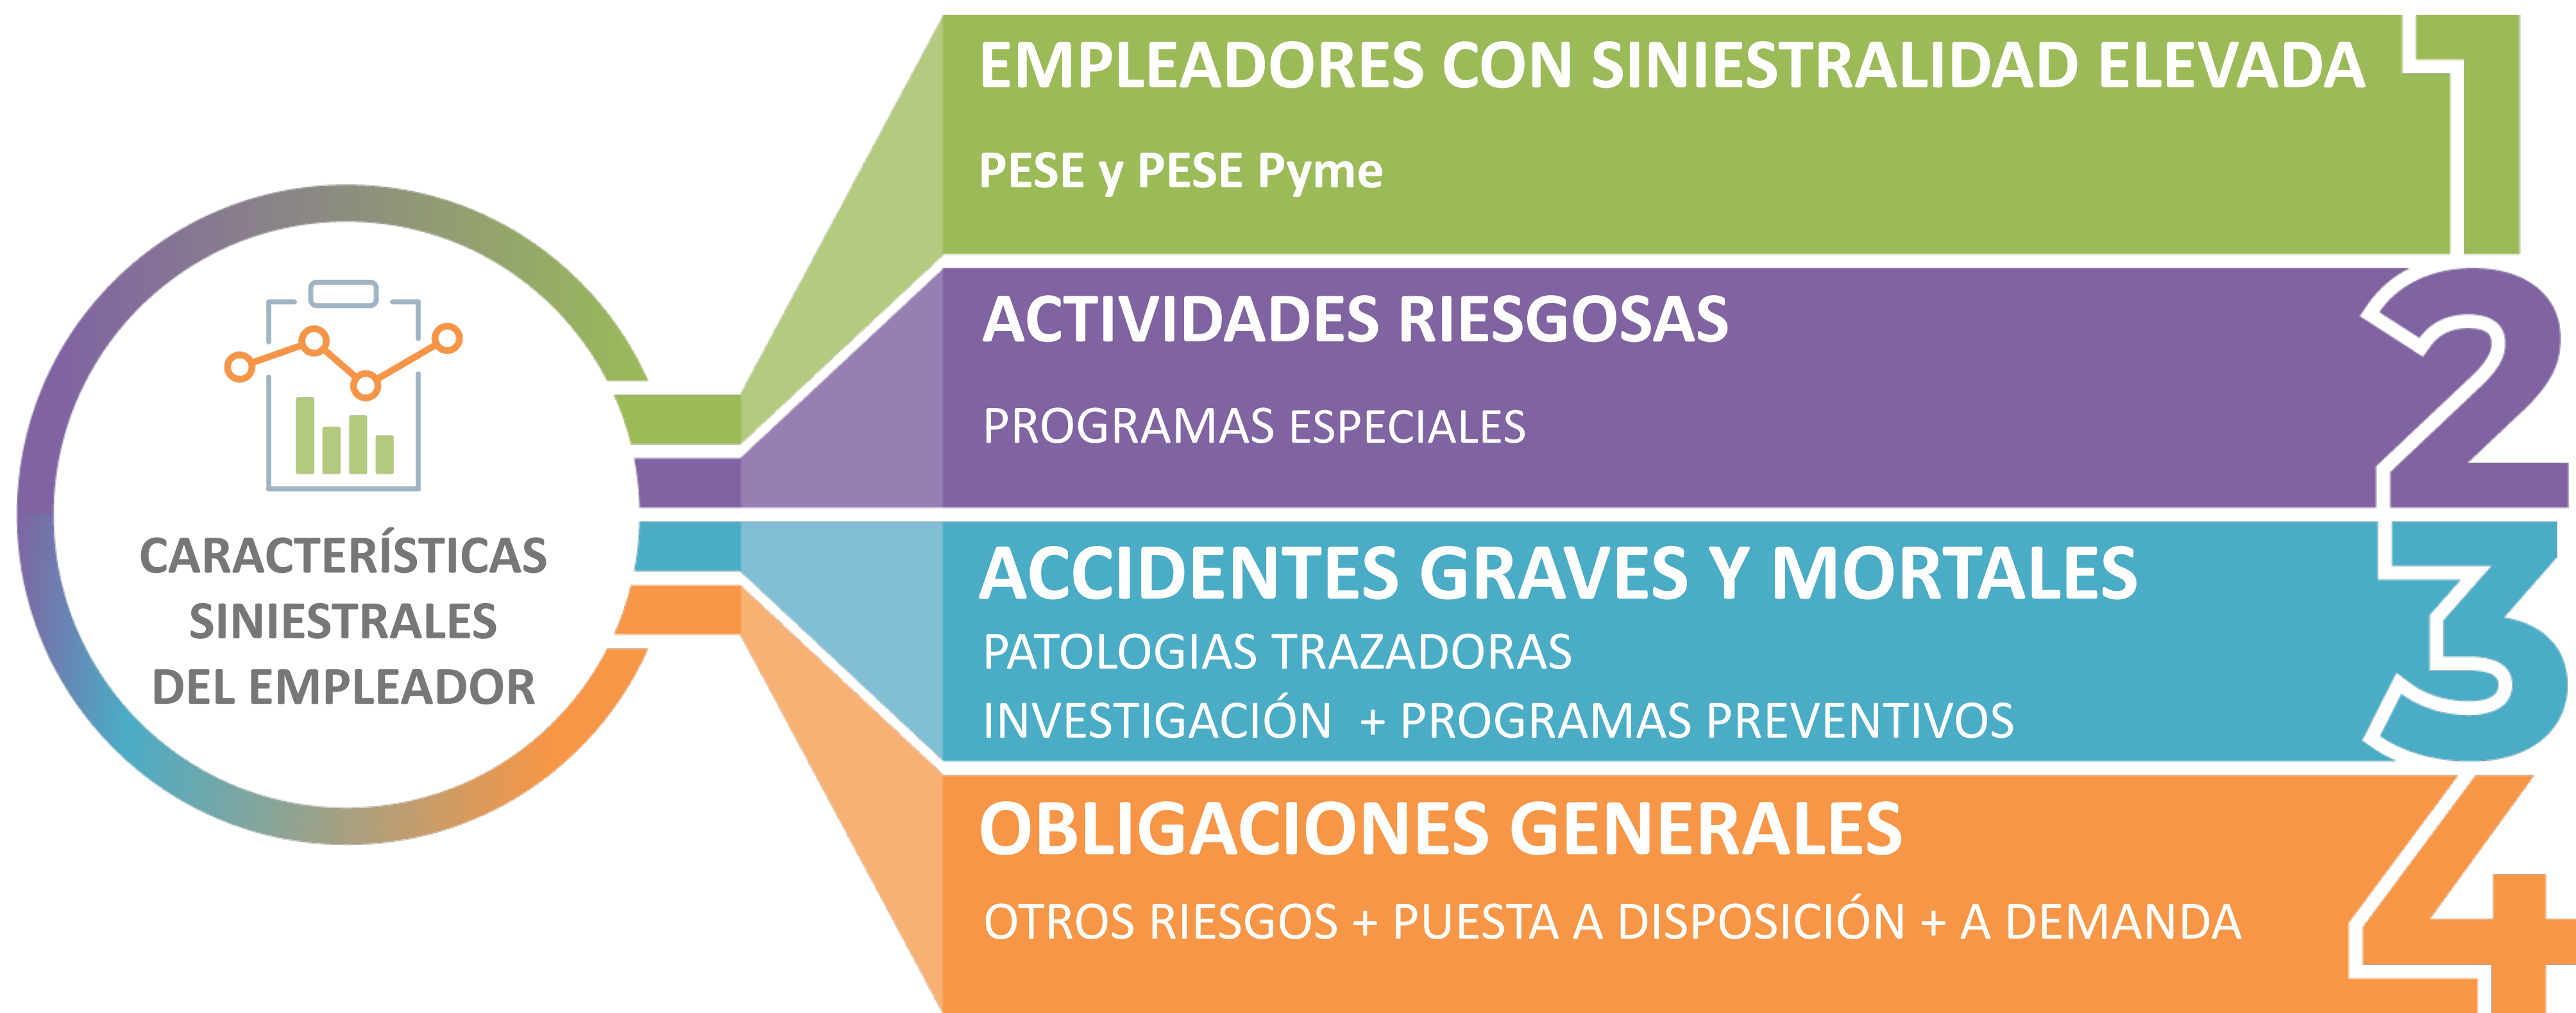 CARACTERÍSTICAS
SINIESTRALES
DEL EMPLEADOR
EMPLEADORES CON SINIESTRALIDAD ELEVADA
PESE y PESE Pyme
1
ACTIVIDADES RIESGOSAS
PROGRAMAS ESPECIALES
2
ACCIDENTES GRAVES Y MORTALES
PATOLOGIAS TRAZADORAS
INVESTIGACIÓN + PROGRAMAS PREVENTIVOS
3
OBLIGACIONES GENERALES
OTROS RIESGOS + PUESTA A DISPOSICIÓN + A DEMANDA
4